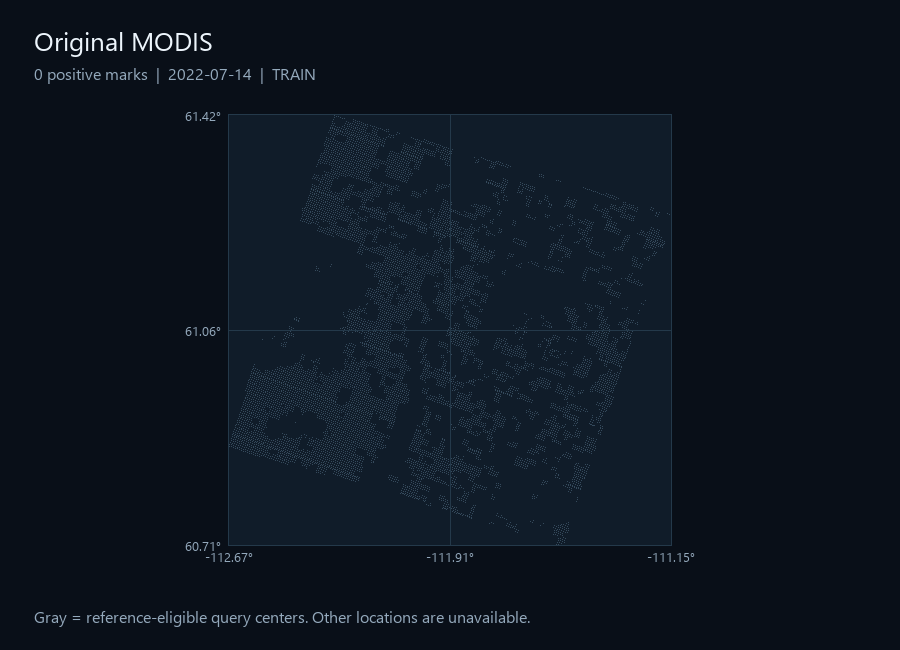 Original MODIS
0 positive marks | 2022-07-14 | TRAIN
61.42°
61.06°
60.71°
-112.67°
-111.91°
-111.15°
Gray = reference-eligible query centers. Other locations are unavailable.